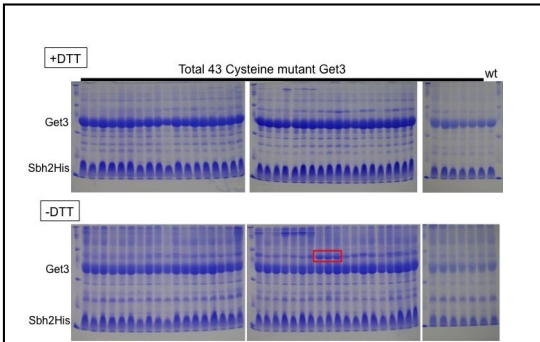 +DTT
Total 43 Cysteine mutant Get3
wt
Get3
Sbh2His
-DTT
Get3
Sbh2His